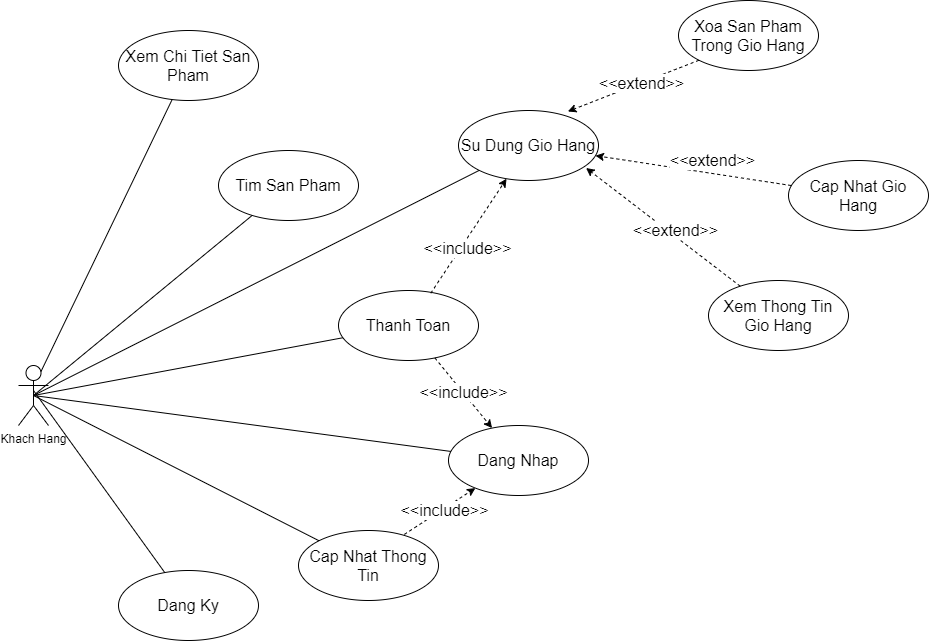 Xoa San Pham
Trong Gio Hang
Xem Chi Tiet San
Pham
<<extend>>
Su Dung Gio Hang
<<extend>>
Tim San Pham
Cap Nhat Gio
Hang
<<extend>>
<<include>>
Xem Thong Tin
Gio Hang
Thanh Toan
<<include>>
Khach Hang
Dang Nhap
<<include>>
Cap Nhat Thong
Tin
Dang Ky